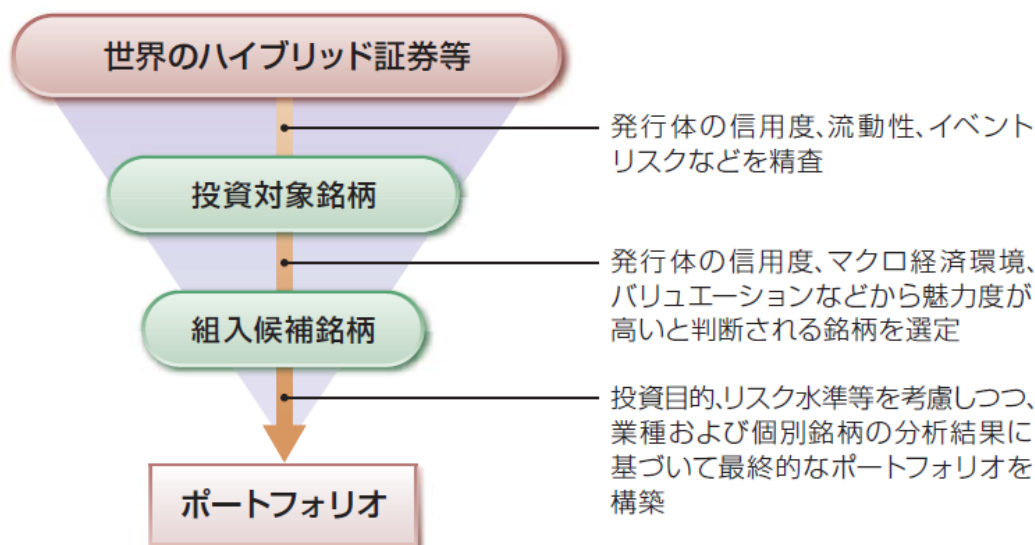 世界のハイブリッド証券等
発行体の信用度、流動性、イベント
リスクなどを精査
投資対象銘柄
発行体の信用度、マクロ経済環境、
バリュエーションなどから魅力度が
高いと判断される銘柄を選定
組入候補銘柄
投資目的、リスク水準等を考慮しつつ、
業種および個別銘柄の分析結果に
基づいて最終的なポートフォリオを
構築
ポートフォリオ